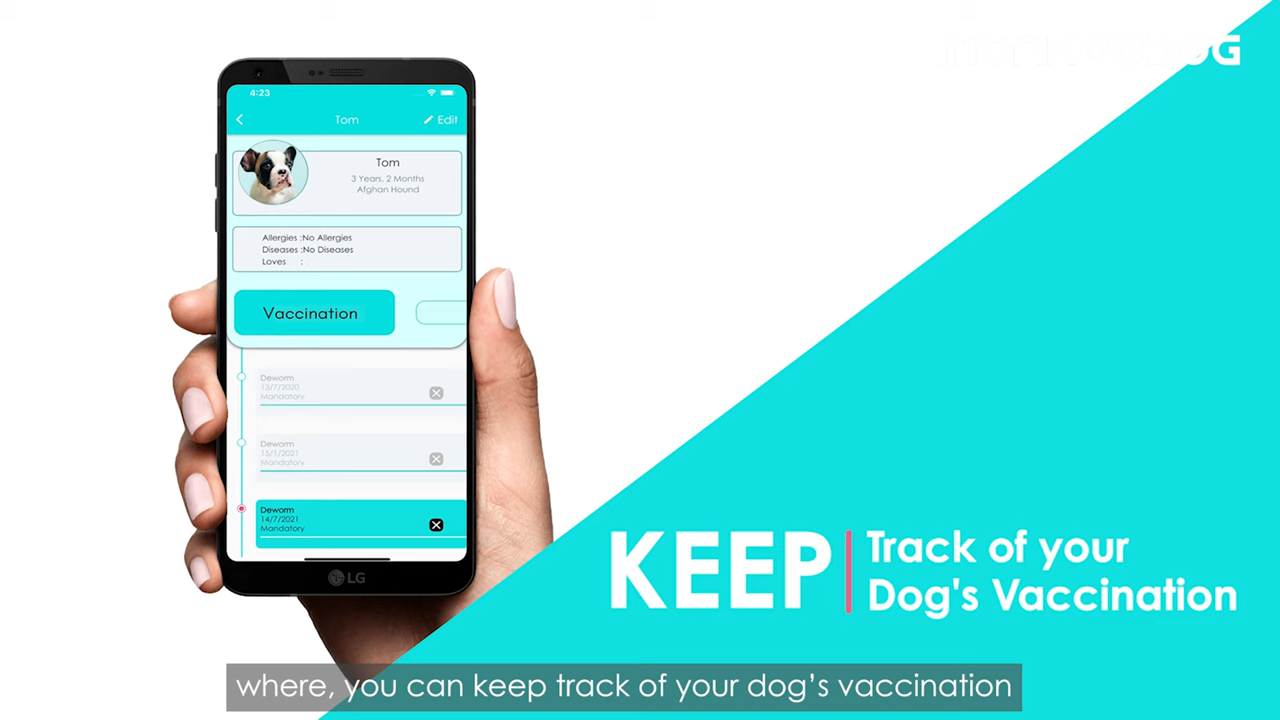 4:23
Tom
Edit
Tom
3 Years, 2 Months
Afghan Hound
Allergies :No Allergies
Diseases :No Diseases
Loves :
Vaccination
Deworm
13/7/2020
Mandatory
Deworm
15/1/2021
Mandatory
Deworm
14/7/2021
Mandatory
LG
KEEP
Track of your
Dog's Vaccination
where, you can keep track of your dog’s vaccination